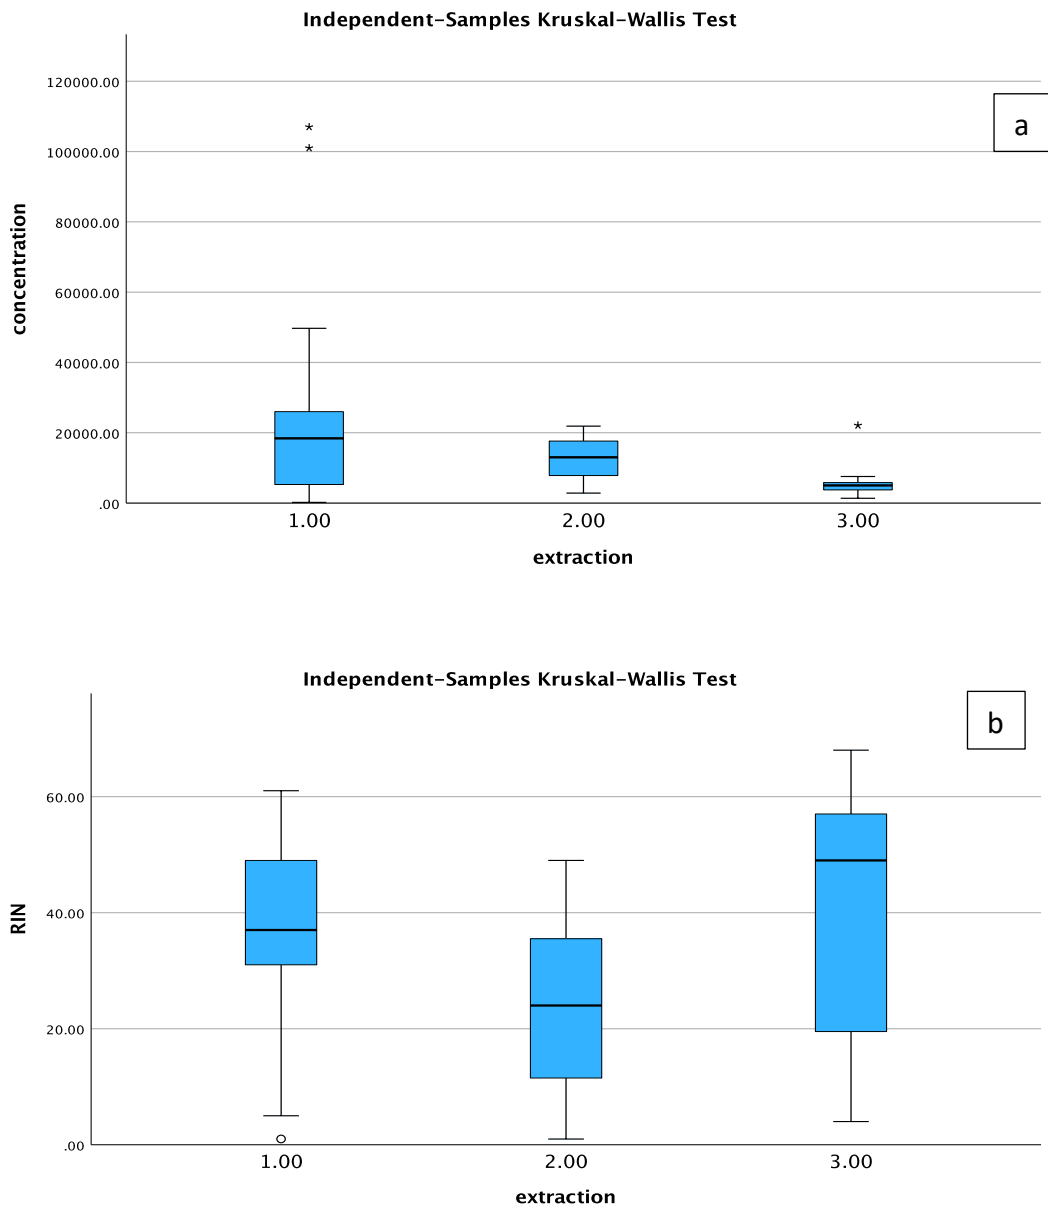 Independent-Samples Kruskal-Wallis Test
a
120000.00
100000.00
80000.00
60000.00
40000.00
20000.00
.00
concentration
* 
*
*
1.00 2.00 3.00
extraction
Independent-Samples Kruskal-Wallis Test
b
60.00
40.00
20.00
.00
RIN
1.00 2.00 3.00
extraction